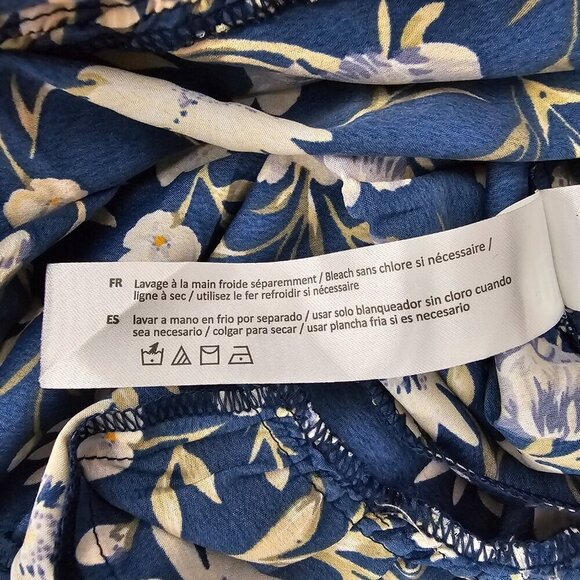 FR Lavage à la main froide séparemment / Bleach sans chlore si nécessaire /
ligne à sec / utilisez le fer refroidir si nécessaire
ES lavar a mano en frio por separado / usar solo blanqueador sin cloro cuando
sea necesario / colgar para secar / usar plancha fria si es necesario